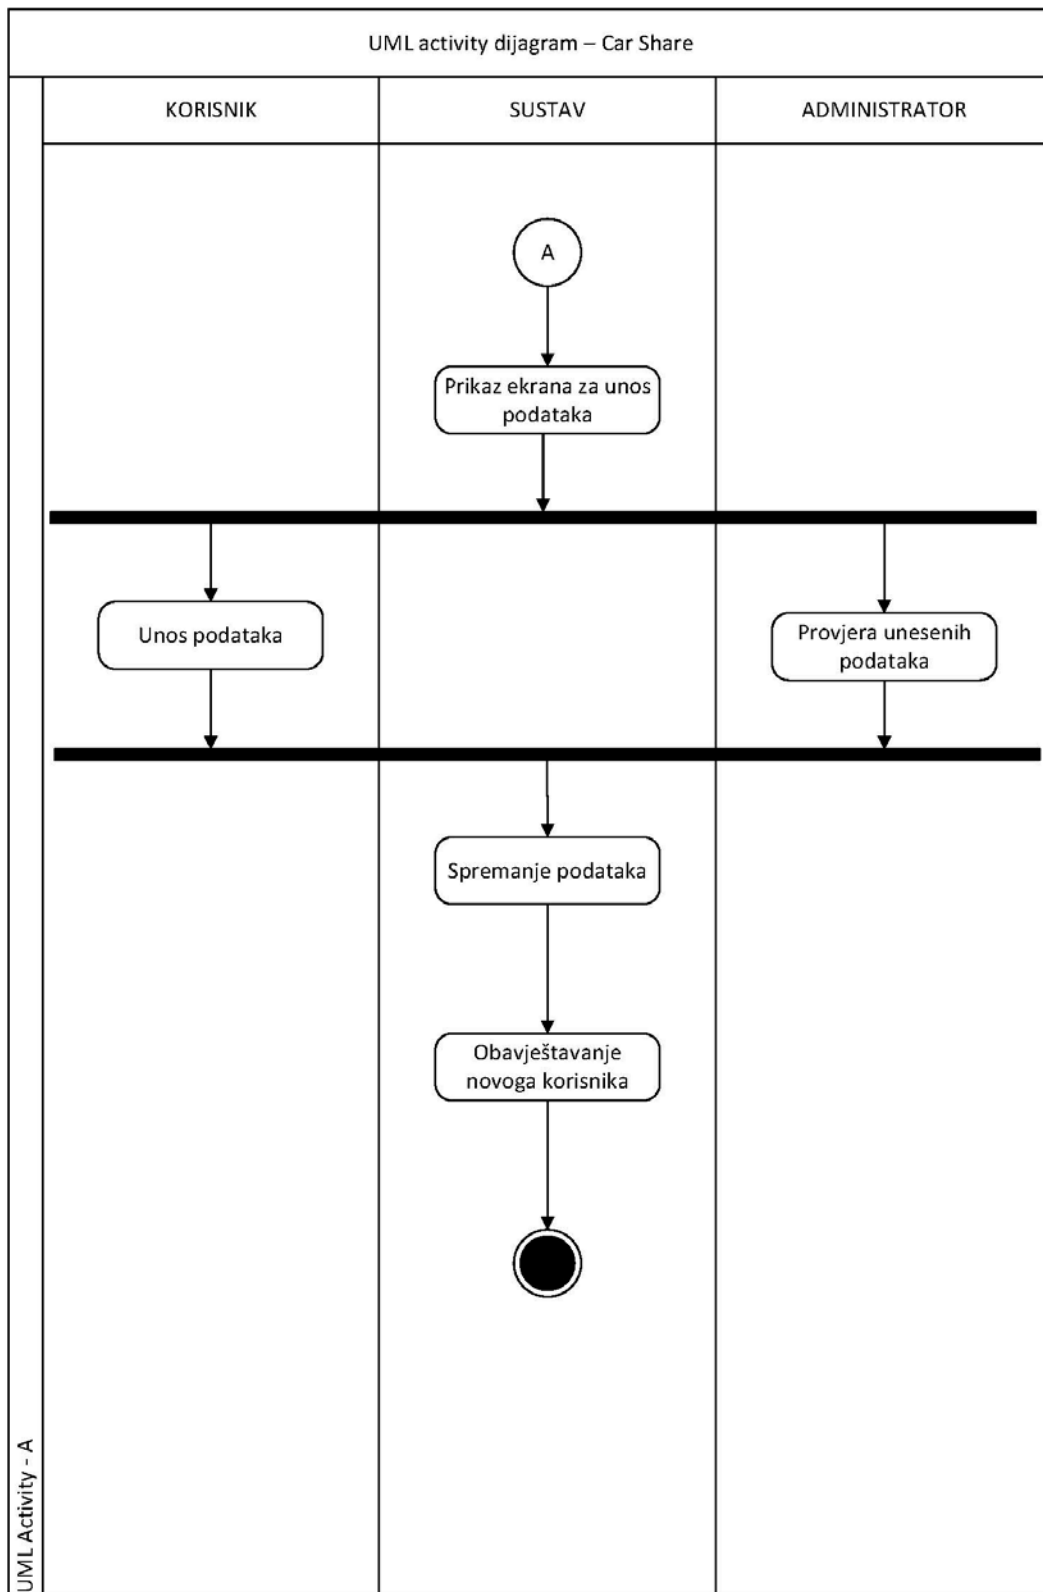 UML activity dijagram – Car Share
KORISNIK
SUSTAV
ADMINISTRATOR
A
Prikaz ekrana za unos
podataka
Unos podataka
Provjera unesenih
podataka
Spremanje podataka
Obavještavanje
novoga korisnika
UML Activity - A